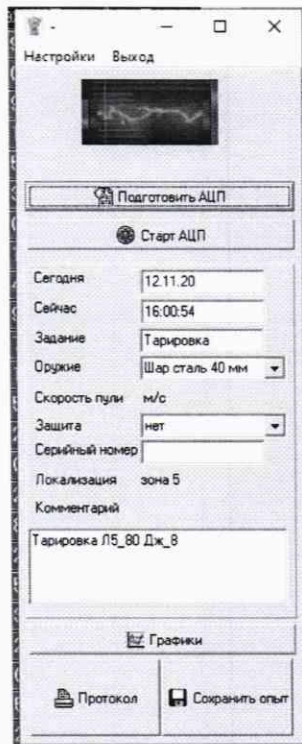 -
Настройки Выход
Подготовить АЦП
Старт АЦП
Сегодня 12.11.20
Сейчас 16:00:54
Задание Тарировка
Оружие Шар сталь 40 мм
Скорость пули м/с
Защита нет
Серийный номер
Локализация зона 5
Комментарий
Тарировка Л5_80 Дж_8
Графики
Протокол Сохранить опыт